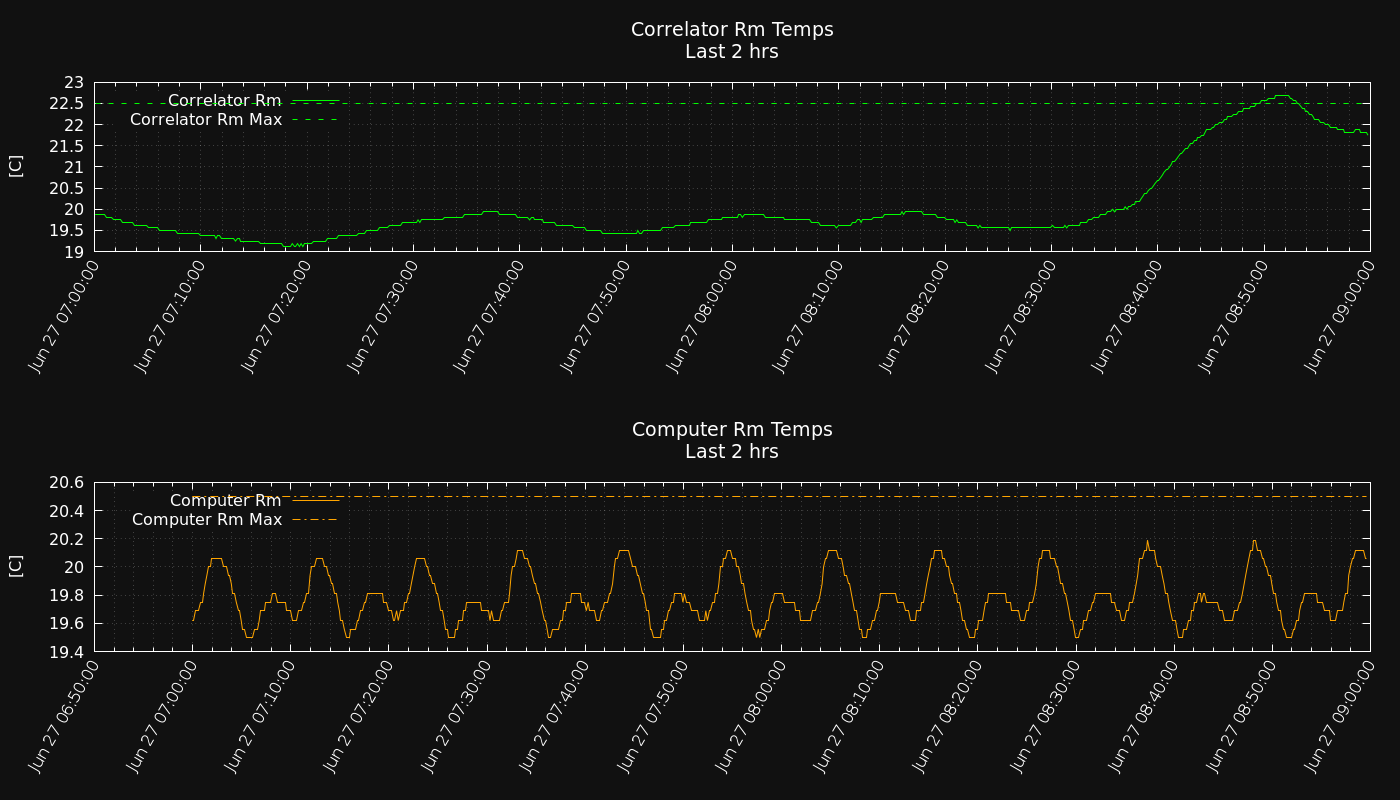 Correlator Rm Temps
Last 2 hrs
[C]
23
22.5
22
21.5
21
20.5
20
19.5
19
Correlator Rm
Correlator Rm Max
Jun 27 07:00:00
Jun 27 07:10:00
Jun 27 07:20:00
Jun 27 07:30:00
Jun 27 07:40:00
Jun 27 07:50:00
Jun 27 08:00:00
Jun 27 08:10:00
Jun 27 08:20:00
Jun 27 08:30:00
Jun 27 08:40:00
Jun 27 08:50:00
Jun 27 09:00:00
Computer Rm Temps
Last 2 hrs
[C]
20.6
20.4
20.2
20
19.8
19.6
19.4
Computer Rm
Computer Rm Max
Jun 27 06:50:00
Jun 27 07:00:00
Jun 27 07:10:00
Jun 27 07:20:00
Jun 27 07:30:00
Jun 27 07:40:00
Jun 27 07:50:00
Jun 27 08:00:00
Jun 27 08:10:00
Jun 27 08:20:00
Jun 27 08:30:00
Jun 27 08:40:00
Jun 27 08:50:00
Jun 27 09:00:00